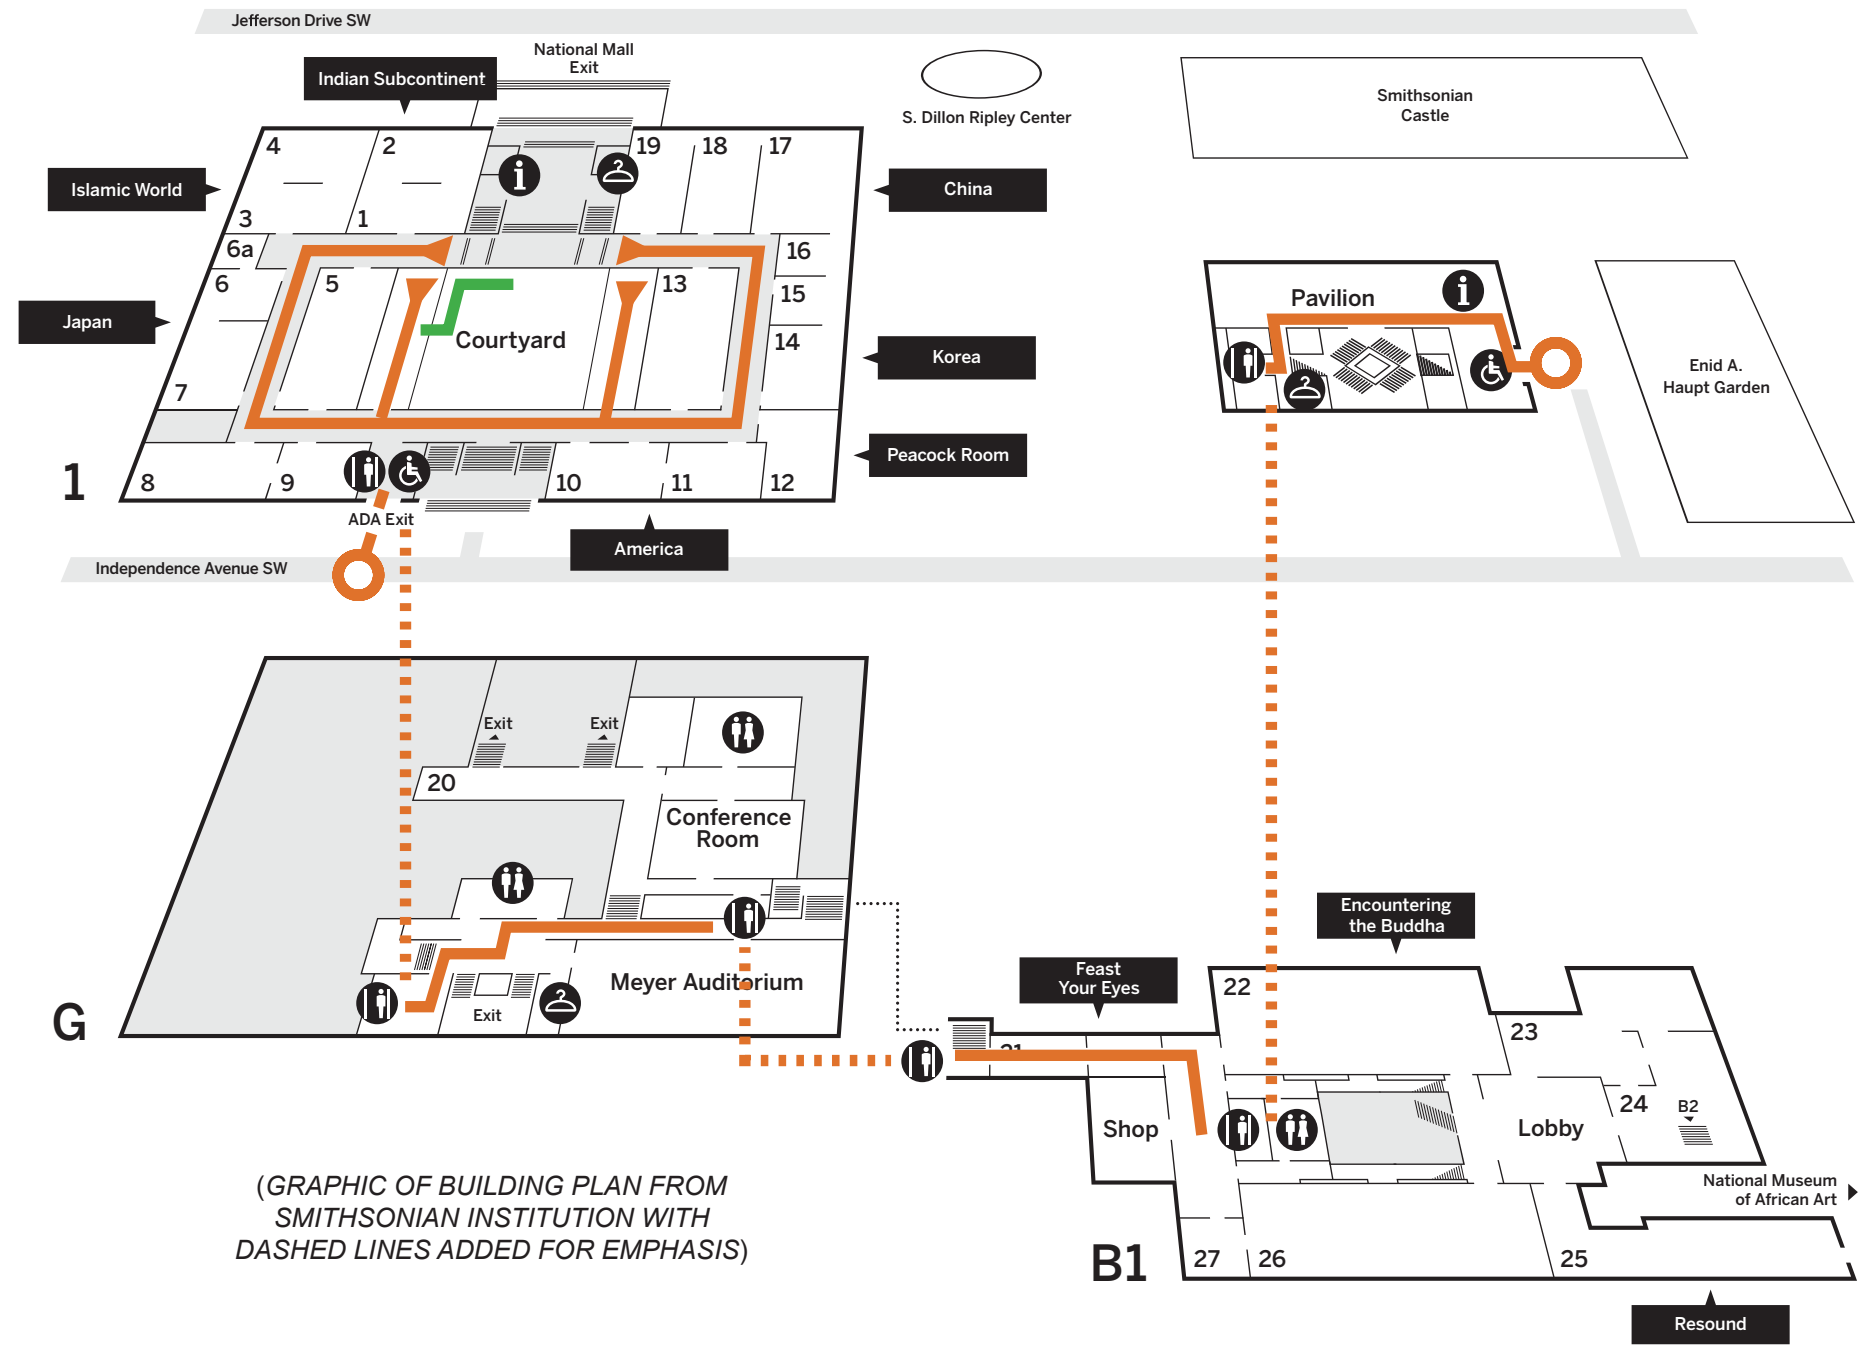 Jefferson Drive SW
National Mall
Exit
Indian Subcontinent
S. Dillon Ripley Center
Smithsonian
Castle
4
2
19
18
17
i
Islamic World
China
3
1
6a
16
6
5
13
15
Pavilion
i
Japan
Courtyard
14
Korea
Enid A.
Haupt Garden
7
Peacock Room
1
8
9
10
11
12
ADA Exit
America
Independence Avenue SW
Exit
Exit
20
Conference
Room
Encountering
the Buddha
Meyer Auditorium
Feast
Your Eyes
22
G
Exit
23
21
24
B2
Shop
Lobby
National Museum
of African Art
(GRAPHIC OF BUILDING PLAN FROM
SMITHSONIAN INSTITUTION WITH
DASHED LINES ADDED FOR EMPHASIS)
B1
27
26
25
Resound